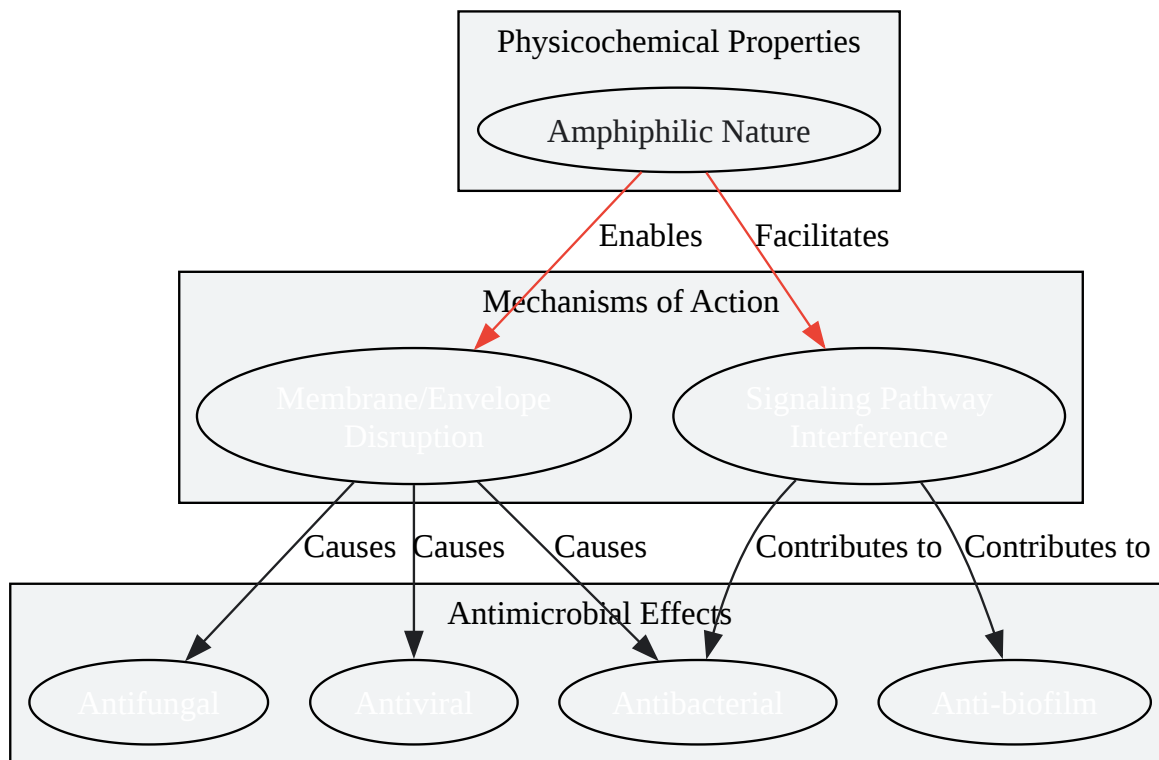 Physicochemical Properties
Amphiphilic Nature
Enables
Facilitates
Mechanisms of Action
Membrane/Envelope
Disruption
Signaling Pathway
Interference
Causes
Causes
Causes
Contributes to
Contributes to
Antimicrobial Effects
Antifungal
Antiviral
Antibacterial
Anti-biofilm